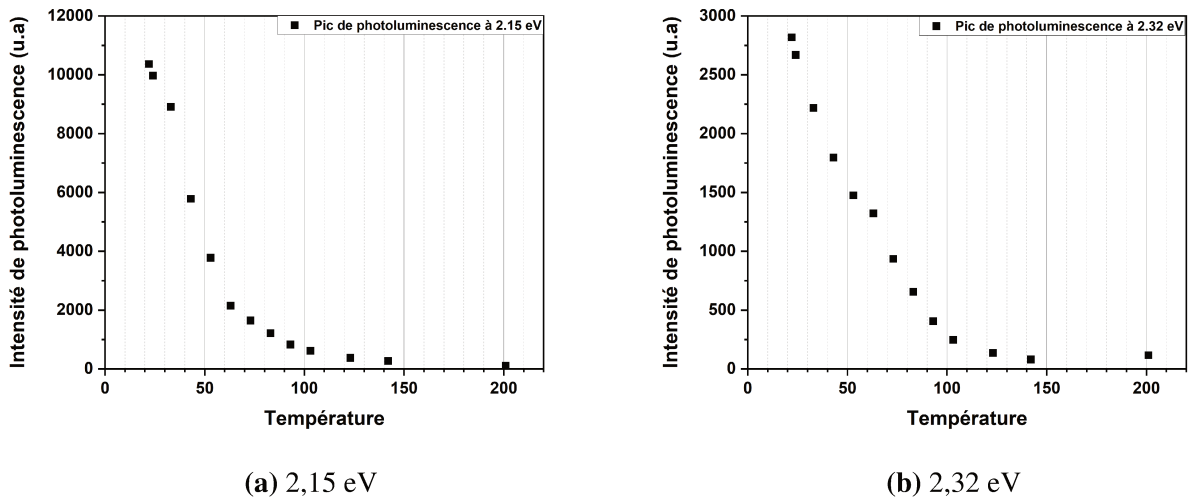 Pic de photoluminescence à 2.15 eV
Intensité de photoluminescence (u.a)
12000
10000
8000
6000
4000
2000
0
0 50 100 150 200
Température
(a) 2,15 eV
Pic de photoluminescence à 2.32 eV
Intensité de photoluminescence (u.a)
3000
2500
2000
1500
1000
500
0
0 50 100 150 200
Température
(b) 2,32 eV